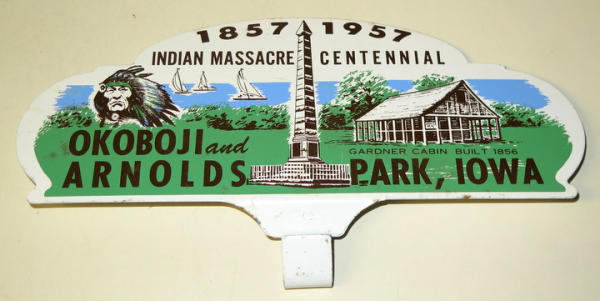 1857 1957
INDIAN MASSACRE CENTENNIAL
OKOBOJI and
GARDNER CABIN BUILT 1856
ARNOLDS PARK, IOWA